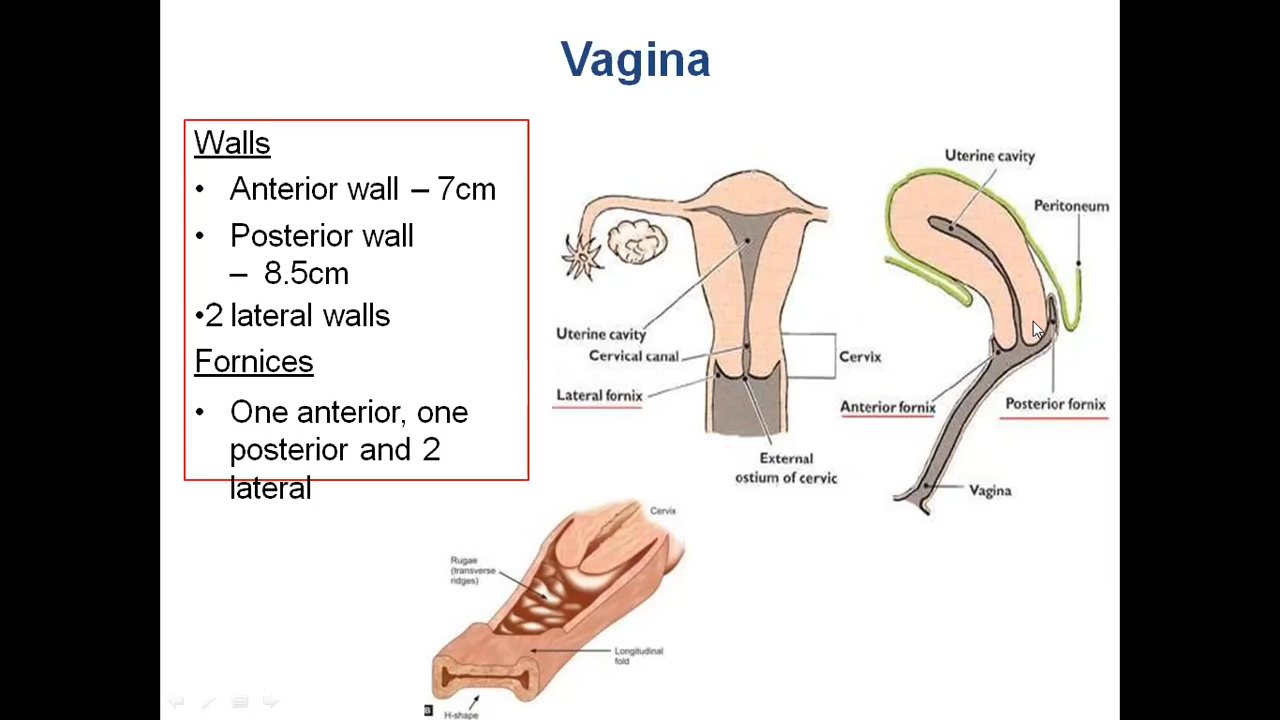 Vagina
Walls
• Anterior wall – 7cm
• Posterior wall
– 8.5cm
•2 lateral walls
Fornices
• One anterior, one
posterior and 2
lateral
Uterine cavity
Cervical canal
Lateral fornix
Cervix
External
ostium of cervic
Uterine cavity
Peritoneum
Anterior fornix
Posterior fornix
Vagina
Cervix
Rugae
(transverse
ridges)
Longitudinal
fold
B
H-shape